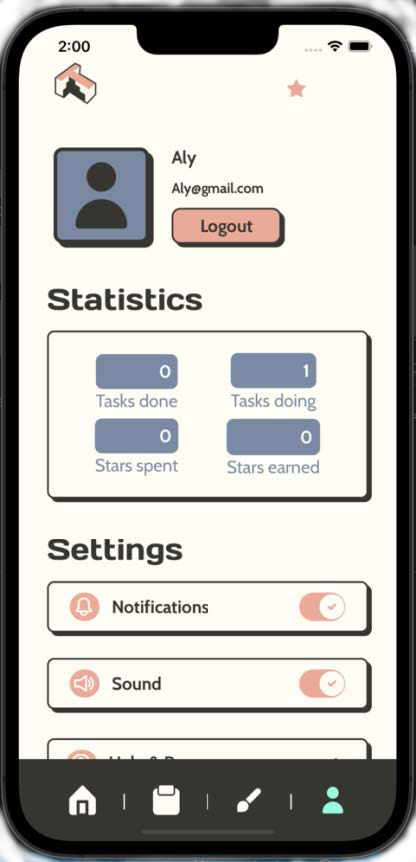 2:00
Aly
Aly@gmail.com
Logout
Statistics
0 1
Tasks done Tasks doing
0 0
Stars spent Stars earned
Settings
Notifications
Sound